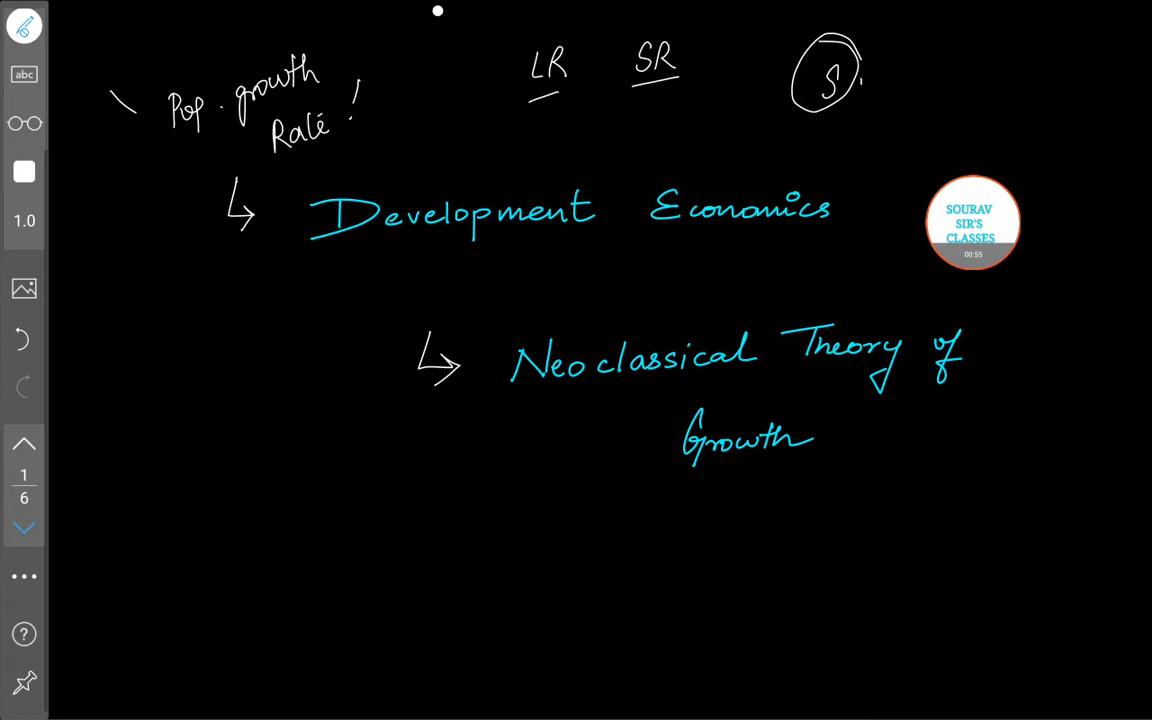 LR SR S
Pop. growth
Rate !
Development Economics
Neoclassical Theory of
Growth
SOURAV
SIR'S
CLASSES
00:55
abc
1.0
1
6
?